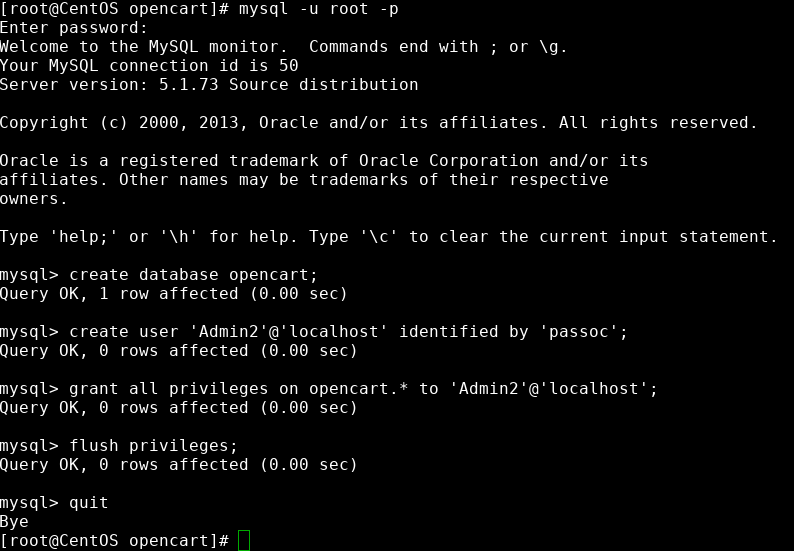 [root@CentOS opencart]# mysql -u root -p
Enter password:
Welcome to the MySQL monitor.  Commands end with ; or \g.
Your MySQL connection id is 50
Server version: 5.1.73 Source distribution
Copyright (c) 2000, 2013, Oracle and/or its affiliates. All rights reserved.
Oracle is a registered trademark of Oracle Corporation and/or its
affiliates. Other names may be trademarks of their respective
owners.
Type 'help;' or '\h' for help. Type '\c' to clear the current input statement.
mysql> create database opencart;
Query OK, 1 row affected (0.00 sec)
mysql> create user 'Admin2'@'localhost' identified by 'passoc';
Query OK, 0 rows affected (0.00 sec)
mysql> grant all privileges on opencart.* to 'Admin2'@'localhost';
Query OK, 0 rows affected (0.00 sec)
mysql> flush privileges;
Query OK, 0 rows affected (0.00 sec)
mysql> quit
Bye
[root@CentOS opencart]#